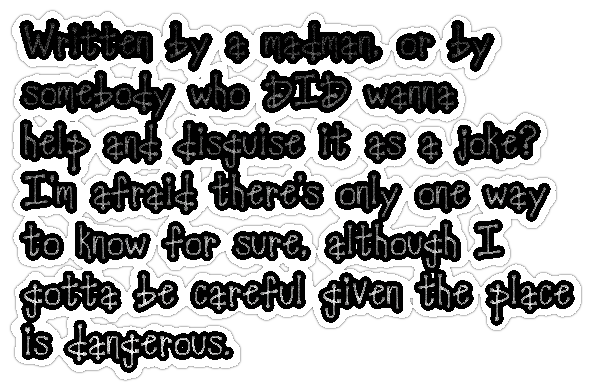 Written by a madman, or by
somebody who DID wanna
help and disguise it as a joke?
I'm afraid there's only one way
to know for sure, although I
gotta be careful given the place
is dangerous.